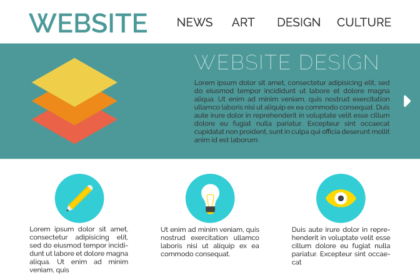 WEBSITE
NEWS ART DESIGN CULTURE
WEBSITE DESIGN
Lorem ipsum dolor sit amet, consectetur adipisicing elit, sed
do eiusmod tempor incididunt ut labore et dolore magna
aliqua. Ut enim ad minim veniam, quis nostrud exercitation
ullamco laboris nisi ut aliquip ex ea commodo consequat. Duis
aute irure dolor in reprehenderit in voluptate velit esse cillum
dolore eu fugiat nulla pariatur. Excepteur sint occaecat
cupidatat non proident, sunt in culpa qui officia deserunt mollit
anim id est laborum.
Lorem ipsum dolor sit amet,
consectetur adipisicing elit,
sed do eiusmod tempor incidi-
dunt ut labore et dolore magna
aliqua. Ut enim ad minim
veniam, quis
Ut enim ad minim veniam, quis
nostrud exercitation ullamco
laboris nisi ut aliquip ex ea
commodo consequat.
Duis aute irure dolor in repre-
henderit in voluptate velit esse
cillum dolore eu fugiat nulla
pariatur. Excepteur sint occae-
cat